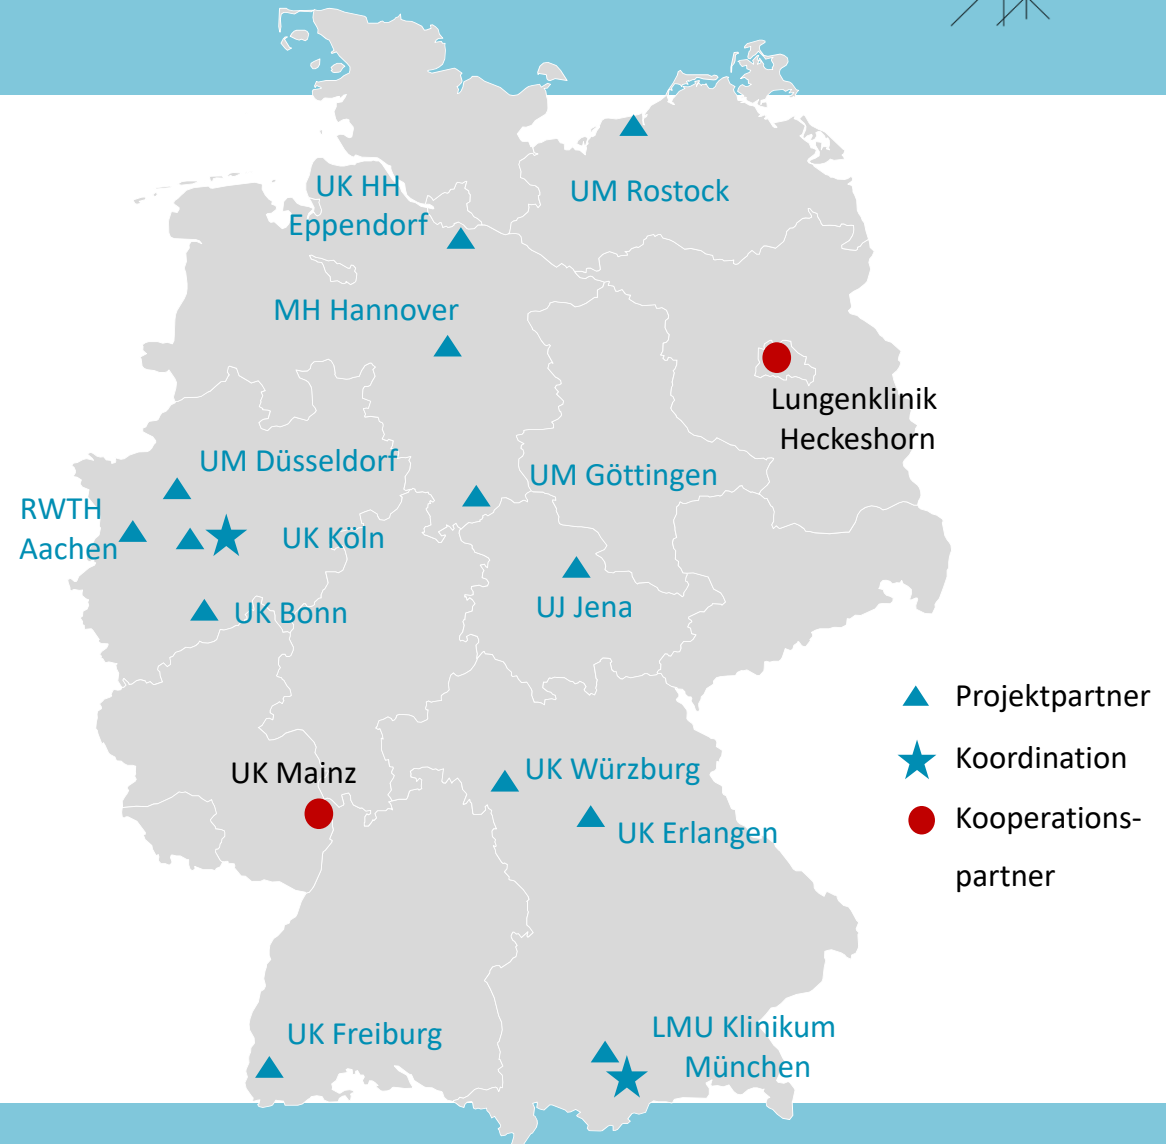 UK HH
Eppendorf
UM Rostock
MH Hannover
Lungenklinik
Heckeshorn
UM Düsseldorf
UM Göttingen
RWTH
Aachen
UK Köln
UK Bonn
UJ Jena
Projektpartner
Koordination
Kooperations-
partner
UK Mainz
UK Würzburg
UK Erlangen
UK Freiburg
LMU Klinikum
München